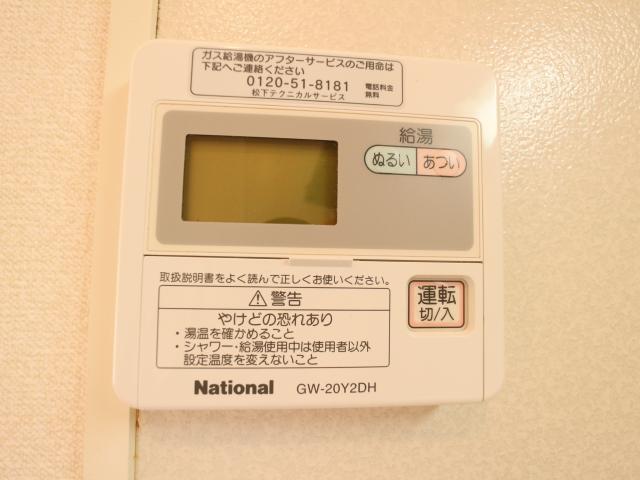 ガス給湯機のアフターサービスのご用命は
下記へご連絡ください
0120-51-8181 電話料金無料
松下テクニカルサービス
給湯
ぬるい あつい
取扱説明書をよく読んで正しくお使いください。
⚠警告
やけどの恐れあり
・湯温を確かめること
・シャワー・給湯使用中は使用者以外
設定温度を変えないこと
運転
切/入
National GW-20Y2DH